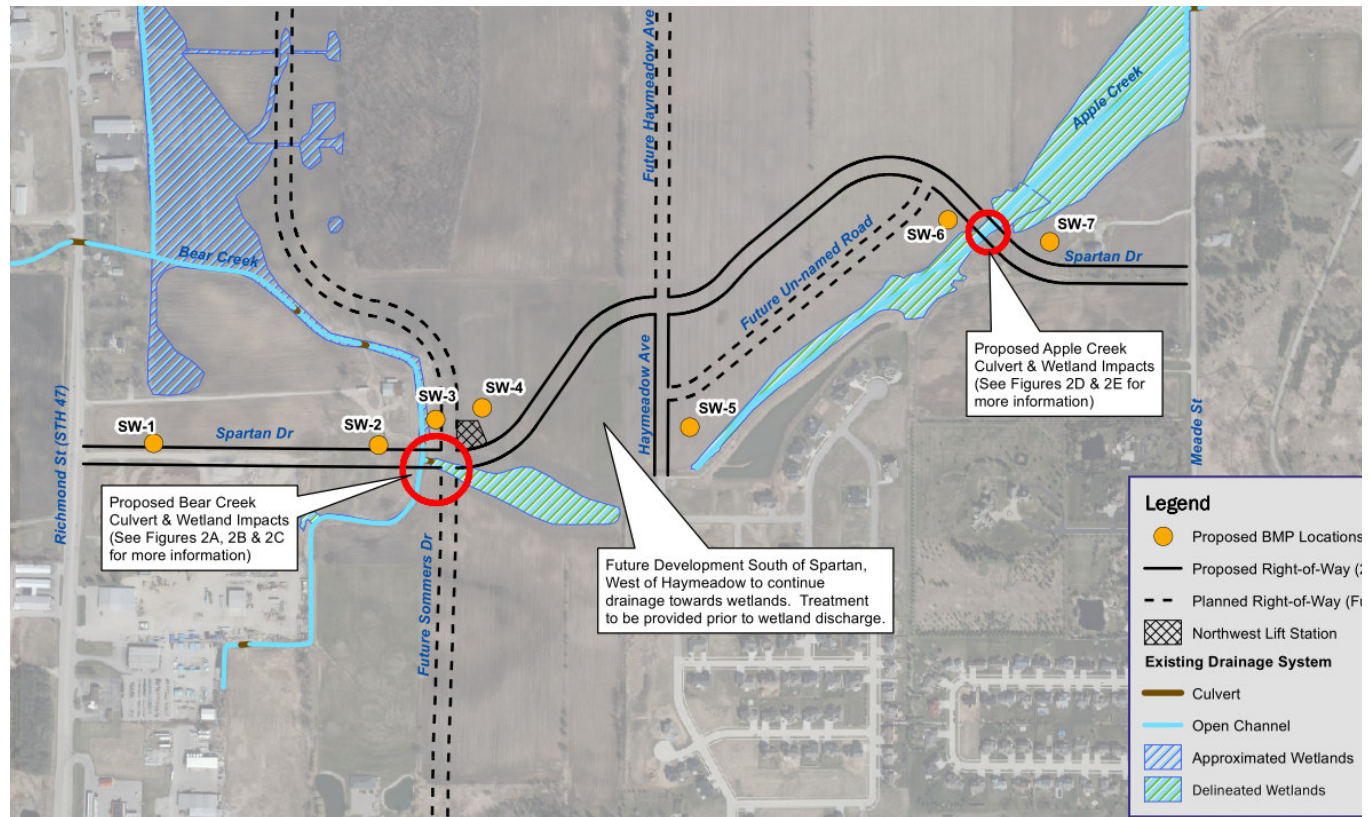 Future Haymeadow Ave
Apple Creek
Bear Creek
SW-6
SW-7
Spartan Dr
Future Un-named Road
Proposed Apple Creek
Culvert & Wetland Impacts
(See Figures 2D & 2E for
more information)
Meade St
Haymeadow Ave
SW-5
SW-4
SW-3
SW-2
SW-1
Spartan Dr
Richmond St (STH 47)
Proposed Bear Creek
Culvert & Wetland Impacts
(See Figures 2A, 2B & 2C
for more information)
Future Sommers Dr
Future Development South of Spartan,
West of Haymeadow to continue
drainage towards wetlands. Treatment
to be provided prior to wetland discharge.
Legend
Proposed BMP Locations
Proposed Right-of-Way (2
Planned Right-of-Way (Fu
Northwest Lift Station
Existing Drainage System
Culvert
Open Channel
Approximated Wetlands
Delineated Wetlands